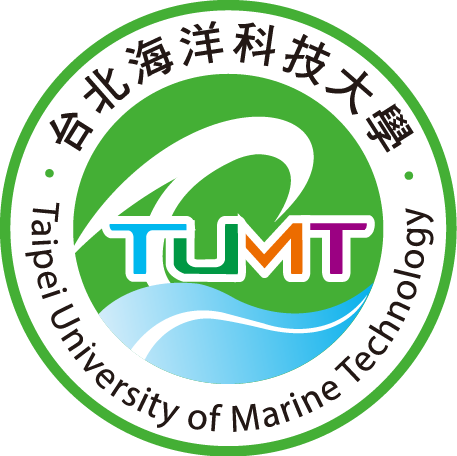 台北海洋科技大學
TUMT
Taipei University of Marine Technology